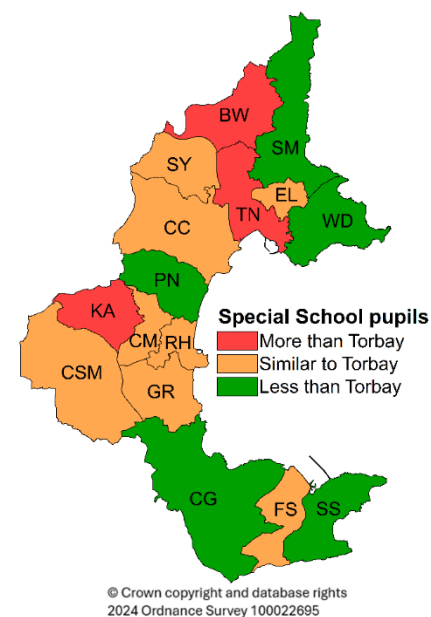 BW
SM
SY
EL
TN
CC
WD
PN
KA
Special School pupils
More than Torbay
CM
RH
Similar to Torbay
CSM
Less than Torbay
GR
CG
FS
SS
© Crown copyright and database rights
2024 Ordnance Survey 100022695